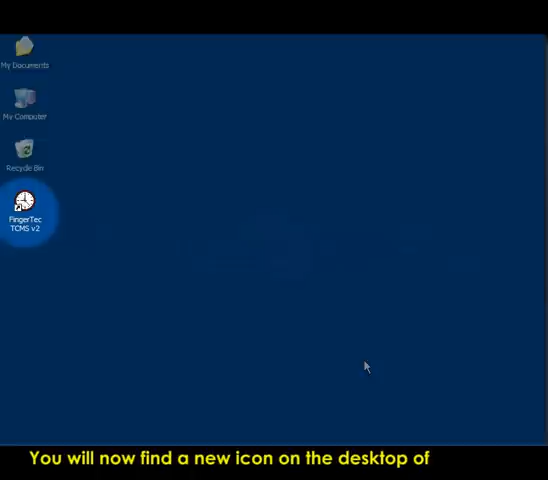 My Documents
My Computer
Recycle Bin
FingerTec
TCMS v2
You will now find a new icon on the desktop of